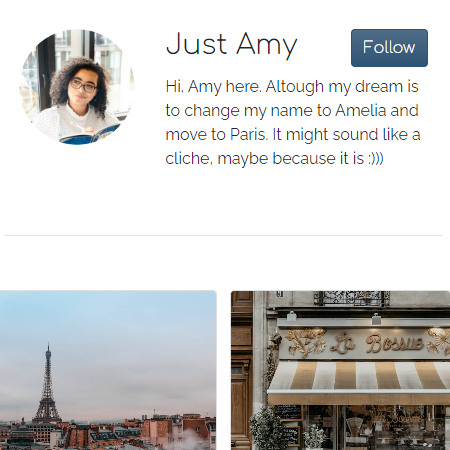 Just Amy
Follow
Hi, Amy here. Altough my dream is
to change my name to Amelia and
move to Paris. It might sound like a
cliche, maybe because it is :)))
La Bossue